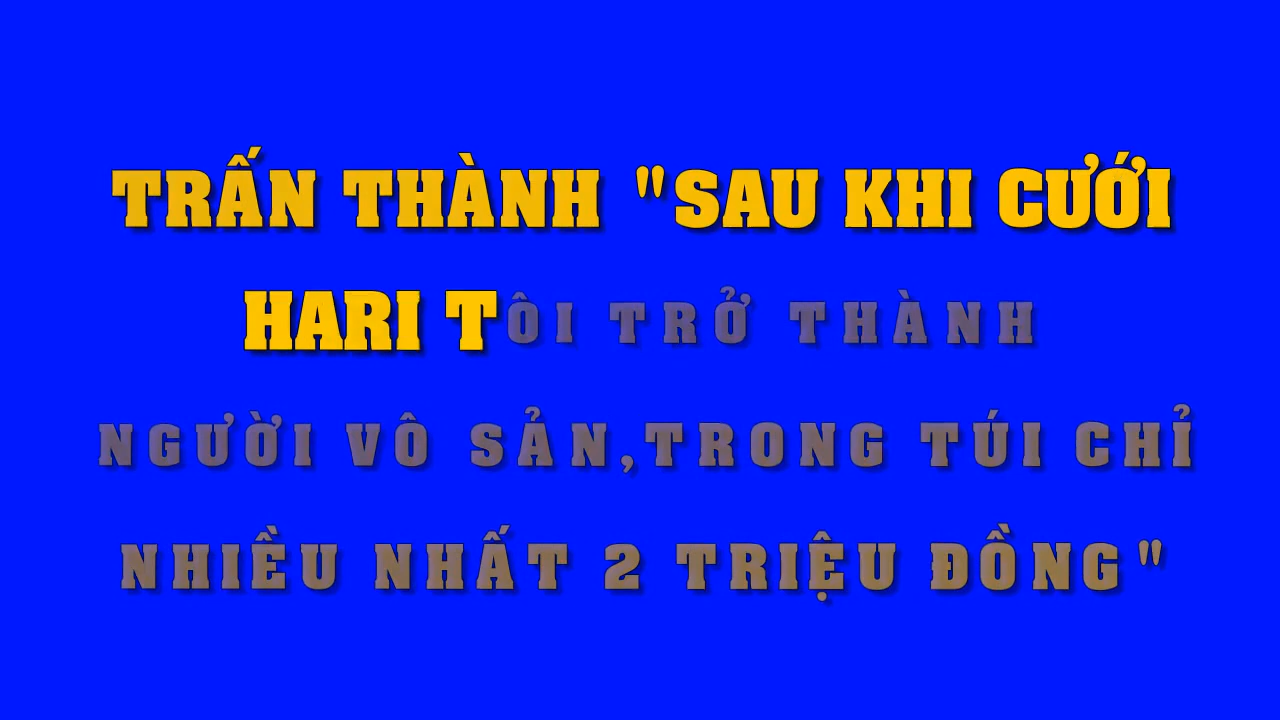 TRẤN THÀNH "SAU KHI CƯỚI
HARI TÔI TRỞ THÀNH
NGƯỜI VÔ SẢN,TRONG TÚI CHỈ
NHIỀU NHẤT 2 TRIỆU ĐỒNG"